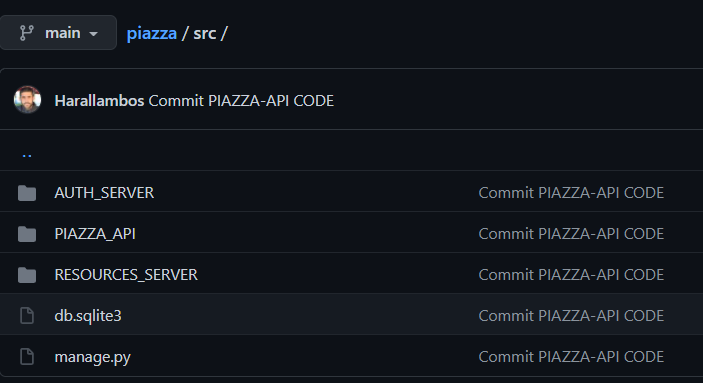 main piazza / src /
Harallambos Commit PIAZZA-API CODE
..
AUTH_SERVER Commit PIAZZA-API CODE
PIAZZA_API Commit PIAZZA-API CODE
RESOURCES_SERVER Commit PIAZZA-API CODE
db.sqlite3 Commit PIAZZA-API CODE
manage.py Commit PIAZZA-API CODE